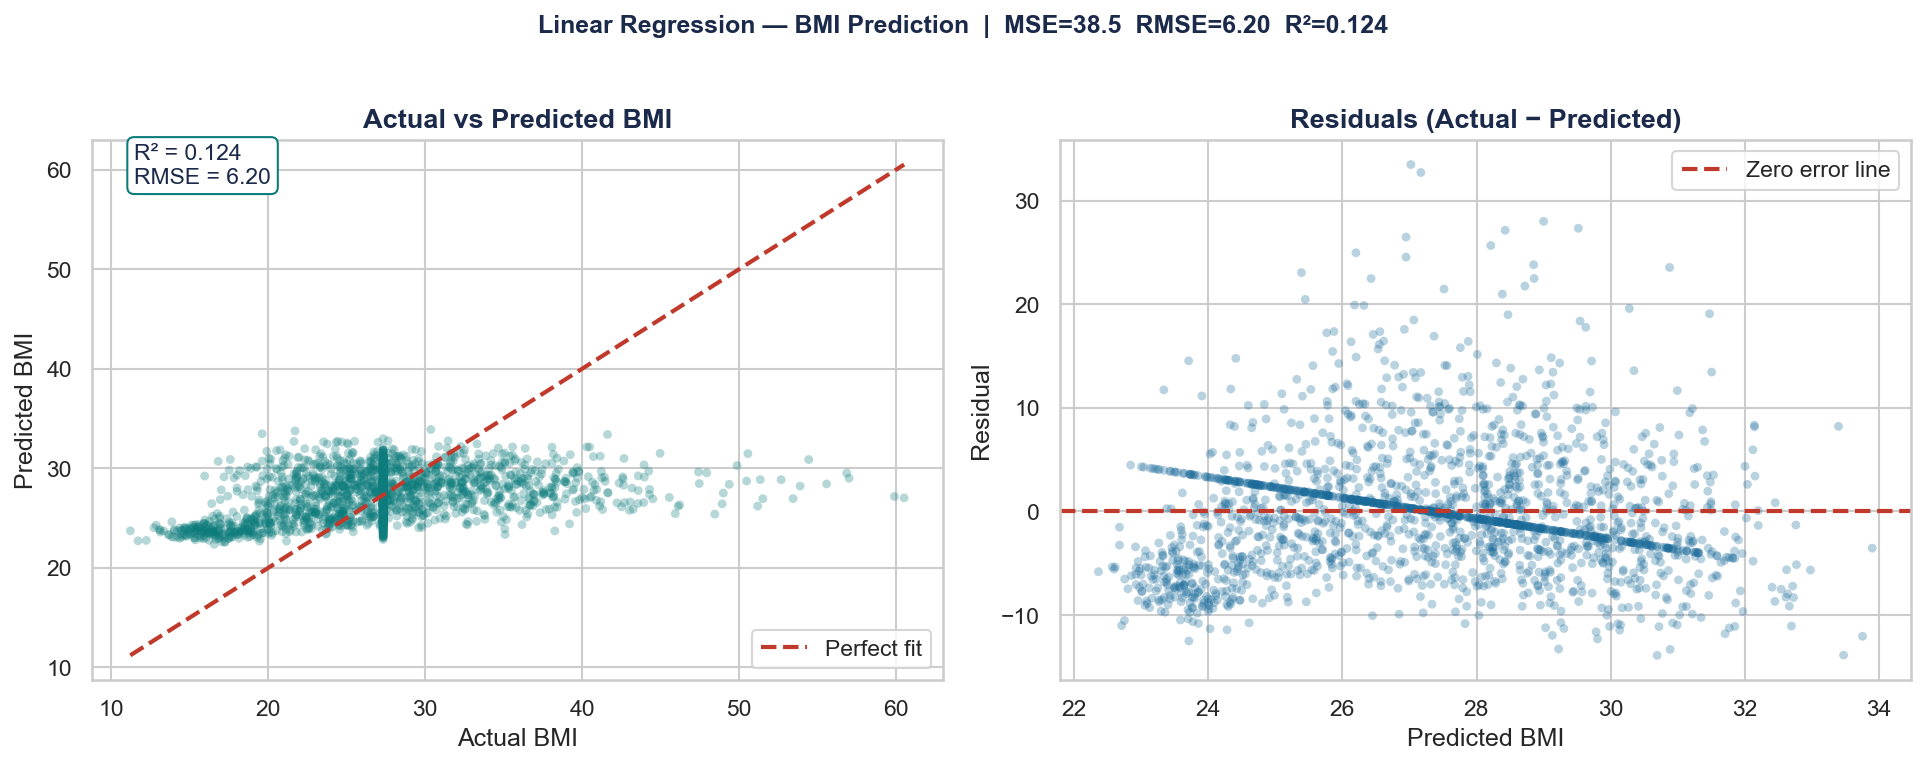 Linear Regression — BMI Prediction | MSE=38.5 RMSE=6.20 R²=0.124
Actual vs Predicted BMI
R² = 0.124
RMSE = 6.20
60
50
40
30
20
10
Predicted BMI
Perfect fit
10 20 30 40 50 60
Actual BMI
Residuals (Actual − Predicted)
Zero error line
30
20
10
0
−10
Residual
22 24 26 28 30 32 34
Predicted BMI